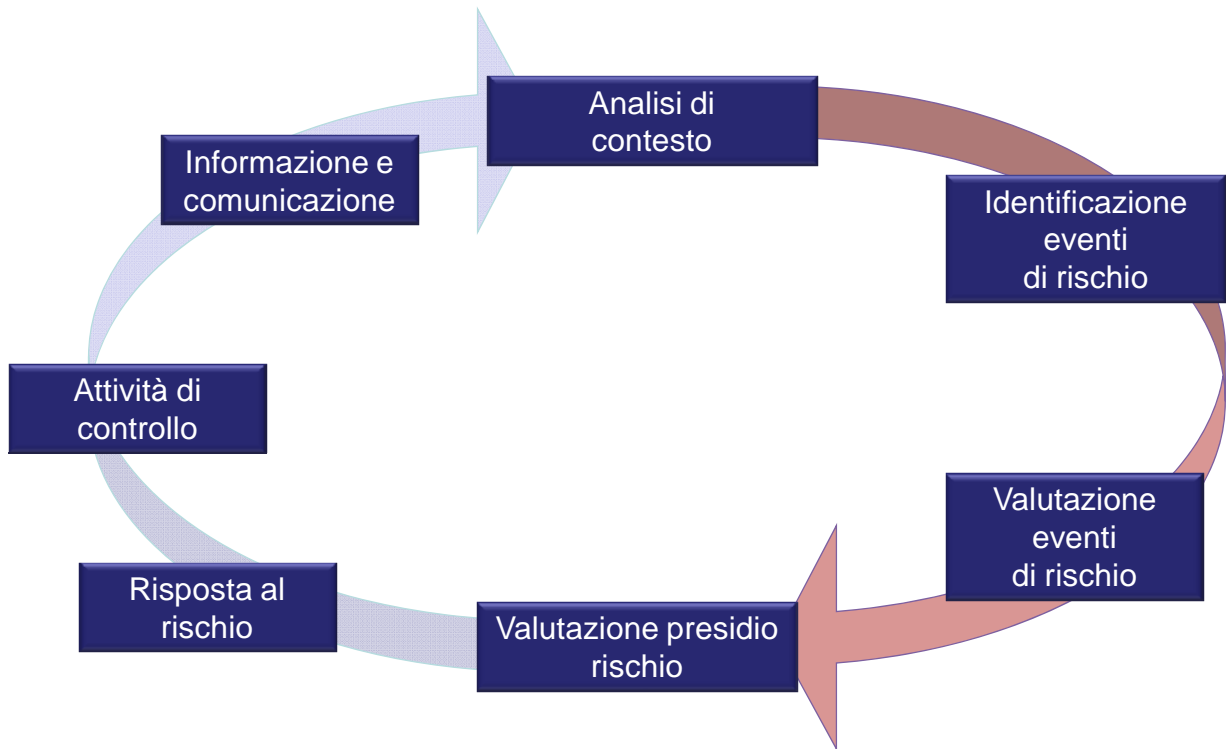 Analisi di
contesto
Identificazione
eventi
di rischio
Valutazione
eventi
di rischio
Valutazione presidio
rischio
Risposta al
rischio
Attività di
controllo
Informazione e
comunicazione